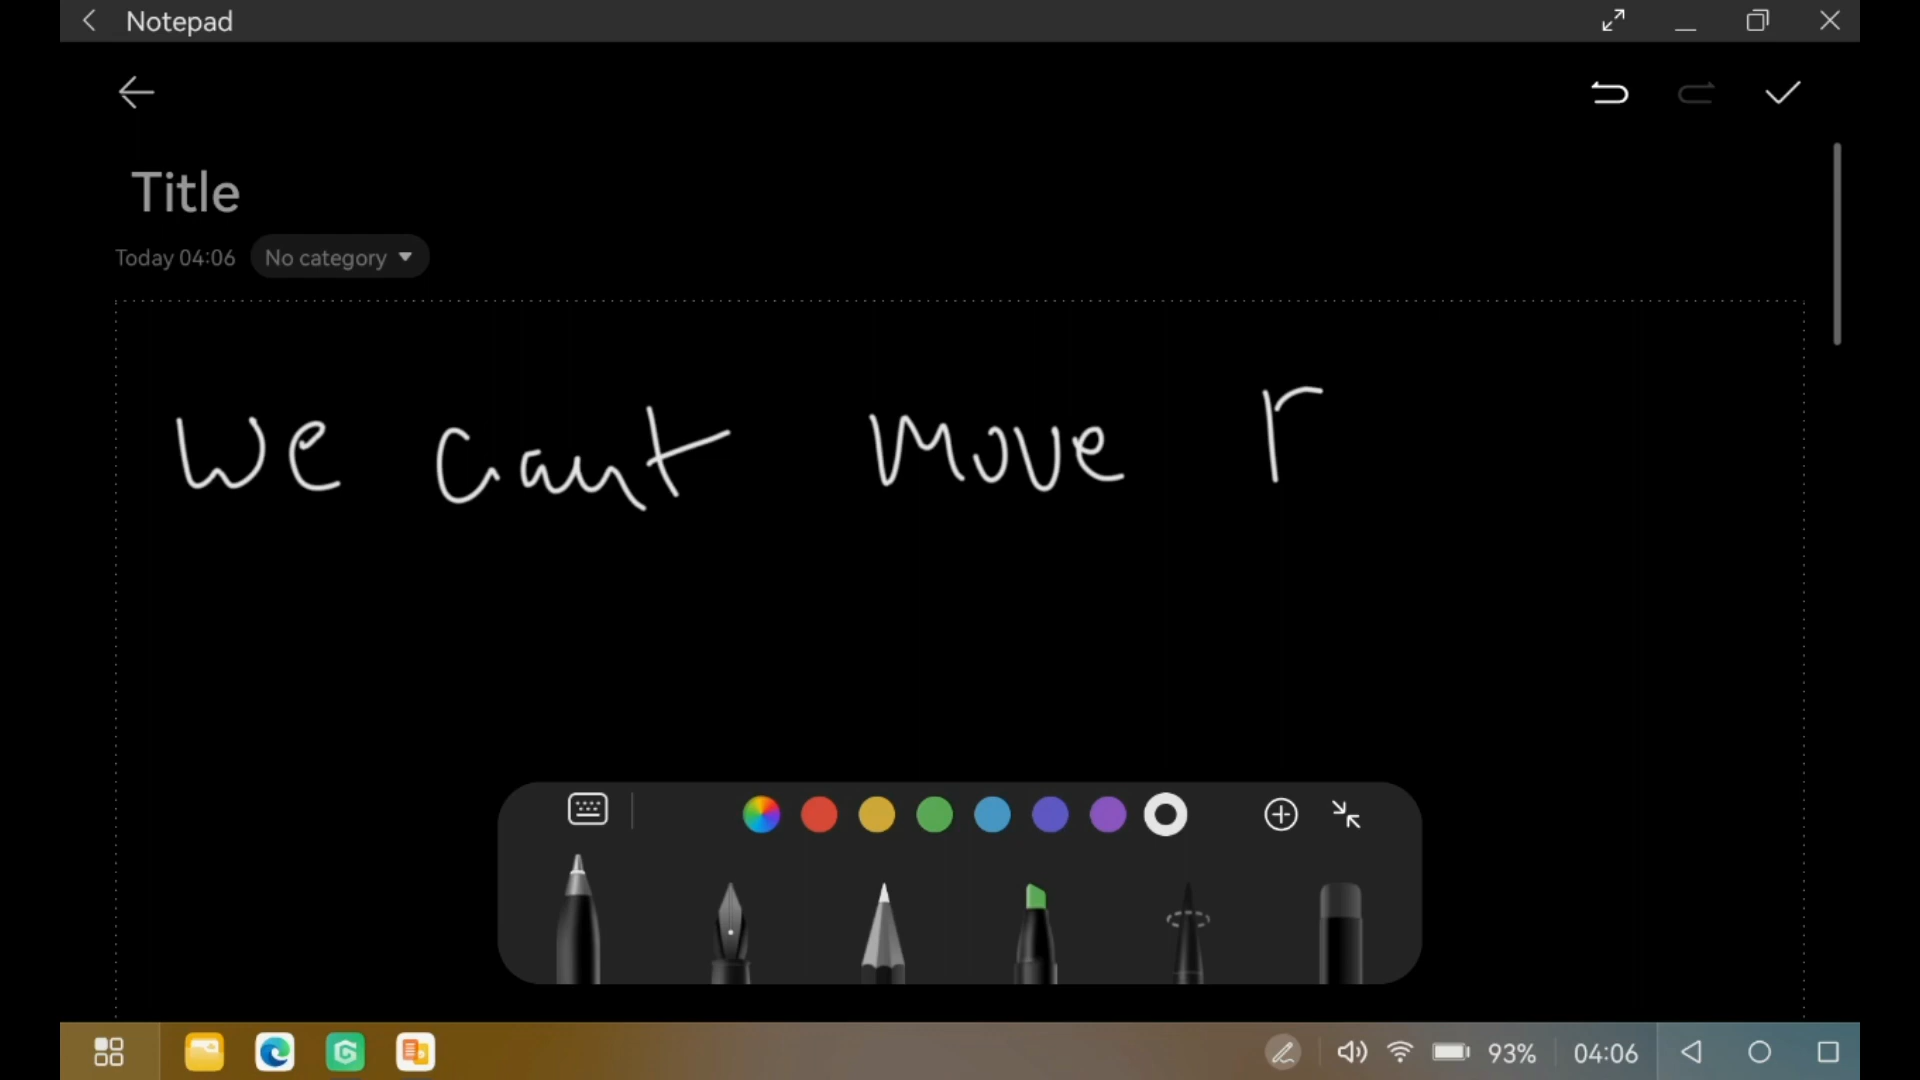 Notepad
Title
Today 04:06 No category
we cant move r
93% 04:06